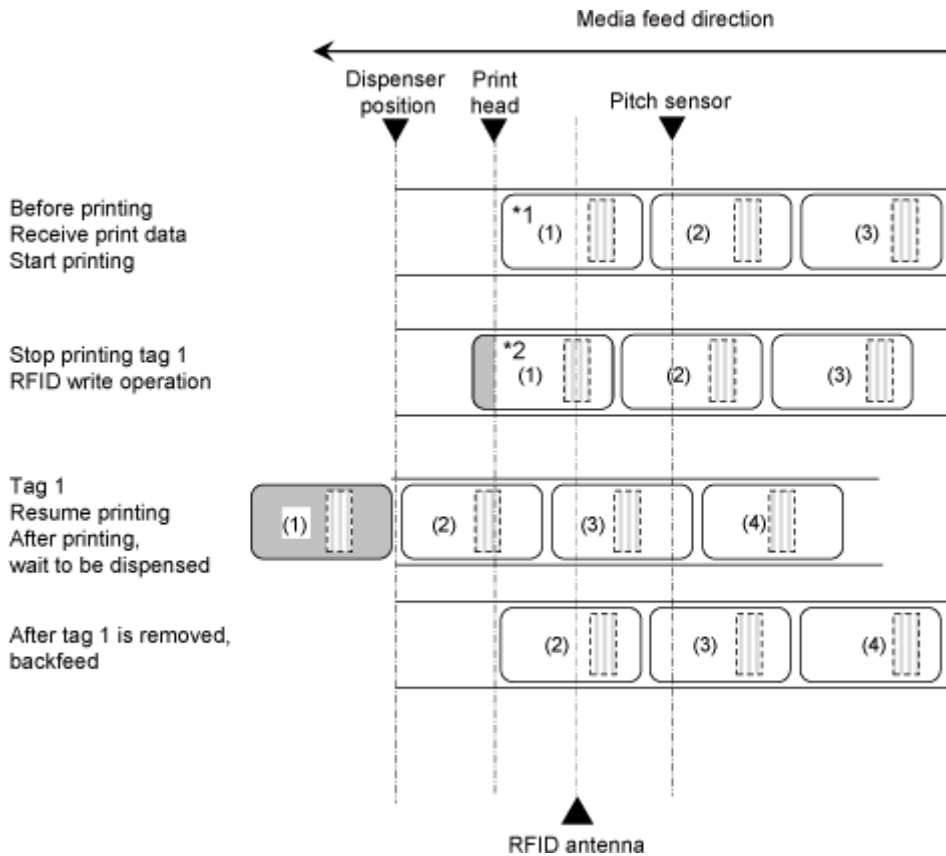 Media feed direction
Dispenser
position
Print
head
Pitch sensor
Before printing
Receive print data
Start printing
*1
(1)
(2)
(3)
Stop printing tag 1
RFID write operation
*2
(1)
(2)
(3)
Tag 1
Resume printing
After printing,
wait to be dispensed
(1)
(2)
(3)
(4)
After tag 1 is removed,
backfeed
(2)
(3)
(4)
RFID antenna